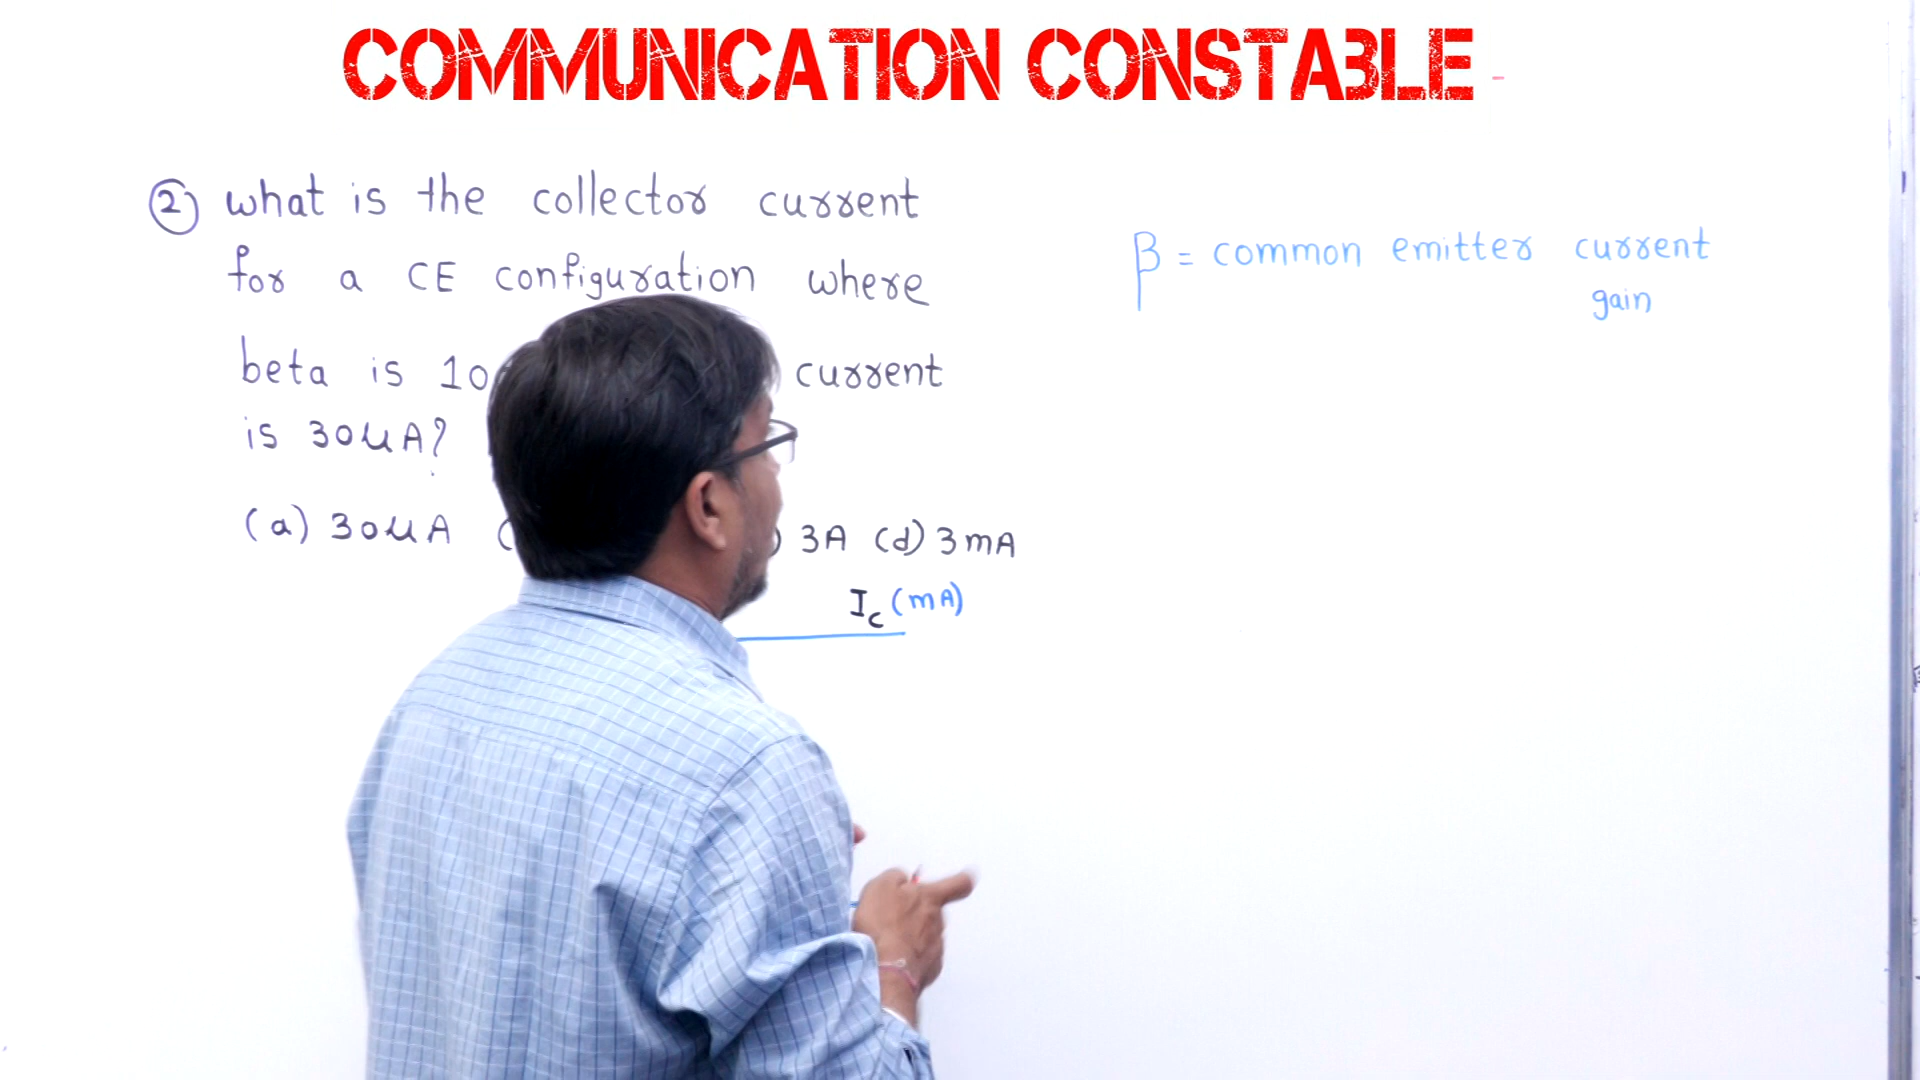 COMMUNICATION CONSTABLE
② what is the collector current
for a CE configuration where
beta is 10 current
is 30μA?
(a) 30μA ( ) 3A (d) 3mA
I_C (mA)
β = common emitter current
gain